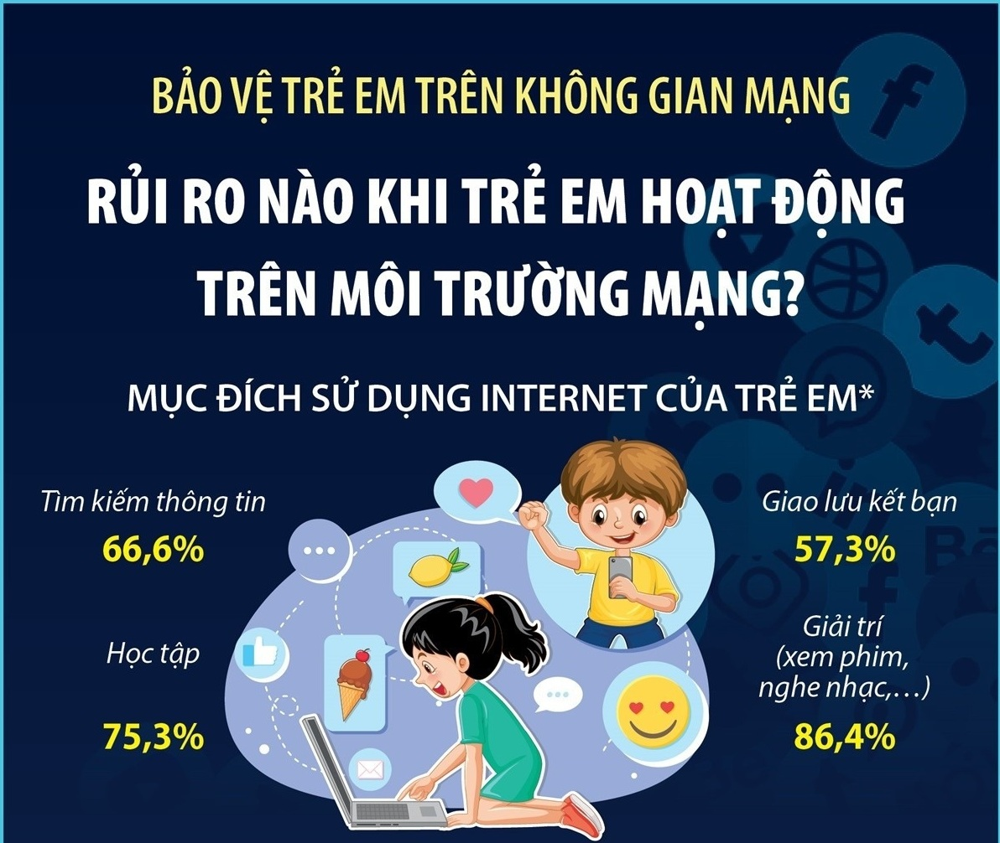 BẢO VỆ TRẺ EM TRÊN KHÔNG GIAN MẠNG
RỦI RO NÀO KHI TRẺ EM HOẠT ĐỘNG
TRÊN MÔI TRƯỜNG MẠNG?
MỤC ĐÍCH SỬ DỤNG INTERNET CỦA TRẺ EM*
Tìm kiếm thông tin
66,6%
Giao lưu kết bạn
57,3%
Học tập
75,3%
Giải trí
(xem phim,
nghe nhạc,...)
86,4%